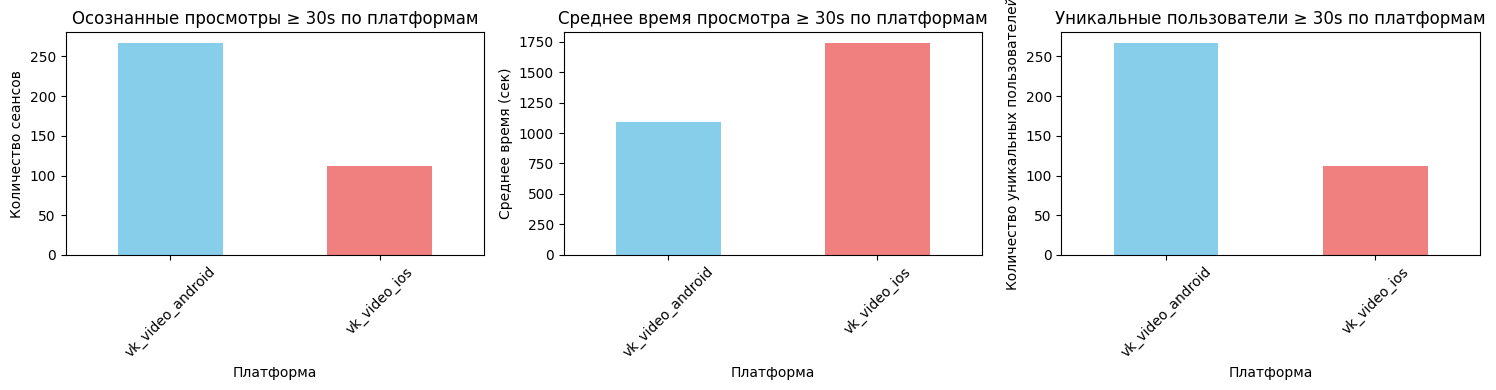 Осознанные просмотры ≥ 30s по платформам
Количество сеансов
250
200
150
100
50
0
vk_video_android
vk_video_ios
Платформа
Среднее время просмотра ≥ 30s по платформам
Среднее время (сек)
1750
1500
1250
1000
750
500
250
0
vk_video_android
vk_video_ios
Платформа
Уникальные пользователи ≥ 30s по платформам
Количество уникальных пользователей
250
200
150
100
50
0
vk_video_android
vk_video_ios
Платформа